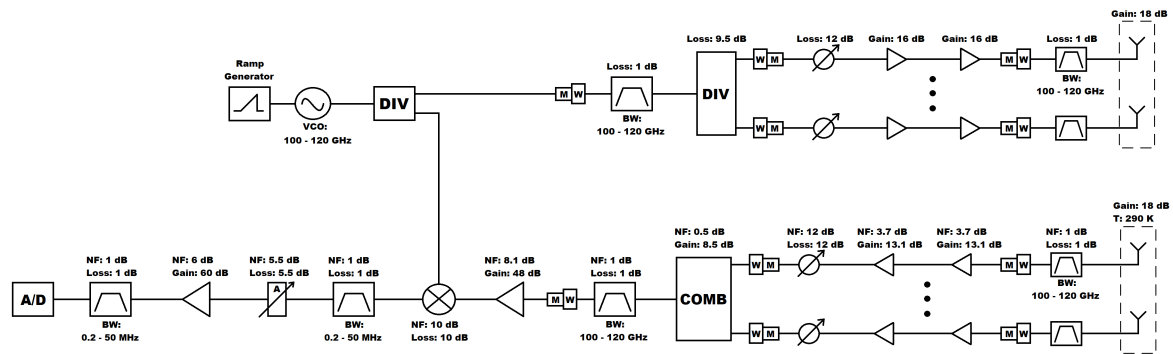 Gain: 18 dB
Loss: 9.5 dB
Loss: 12 dB
Gain: 16 dB
Gain: 16 dB
Loss: 1 dB
W M
M W
BW:
100 - 120 GHz
Ramp
Generator
VCO:
100 - 120 GHz
DIV
M W
Loss: 1 dB
BW:
100 - 120 GHz
DIV
W M
M W
Gain: 18 dB
T: 290 K
NF: 0.5 dB
Gain: 8.5 dB
NF: 12 dB
Loss: 12 dB
NF: 3.7 dB
Gain: 13.1 dB
NF: 3.7 dB
Gain: 13.1 dB
NF: 1 dB
Loss: 1 dB
W M
M W
BW:
100 - 120 GHz
A/D
NF: 1 dB
Loss: 1 dB
BW:
0.2 - 50 MHz
NF: 6 dB
Gain: 60 dB
NF: 5.5 dB
Loss: 5.5 dB
A
NF: 1 dB
Loss: 1 dB
BW:
0.2 - 50 MHz
NF: 10 dB
Loss: 10 dB
NF: 8.1 dB
Gain: 48 dB
M W
NF: 1 dB
Loss: 1 dB
BW:
100 - 120 GHz
COMB
W M
M W